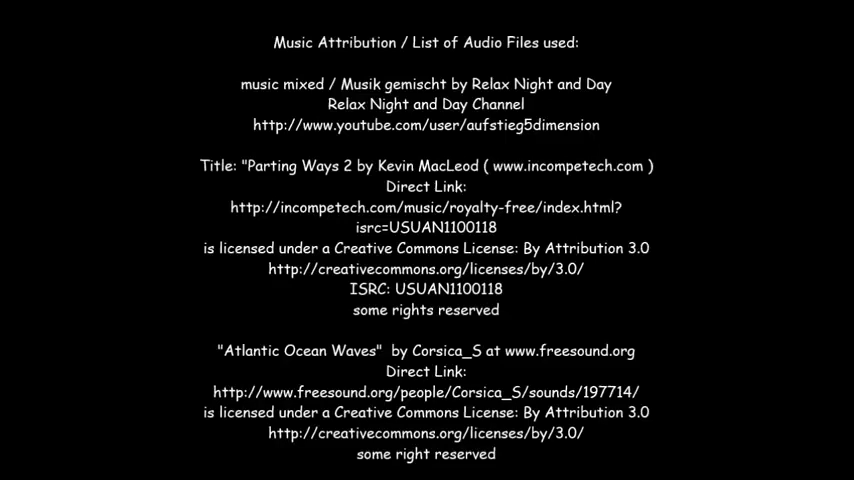 Music Attribution / List of Audio Files used:
music mixed / Musik gemischt by Relax Night and Day
Relax Night and Day Channel
http://www.youtube.com/user/aufstieg5dimension
Title: "Parting Ways 2 by Kevin MacLeod ( www.incompetech.com )
Direct Link:
http://incompetech.com/music/royalty-free/index.html?
isrc=USUAN1100118
is licensed under a Creative Commons License: By Attribution 3.0
http://creativecommons.org/licenses/by/3.0/
ISRC: USUAN1100118
some rights reserved
"Atlantic Ocean Waves"  by Corsica_S at www.freesound.org
Direct Link:
http://www.freesound.org/people/Corsica_S/sounds/197714/
is licensed under a Creative Commons License: By Attribution 3.0
http://creativecommons.org/licenses/by/3.0/
some right reserved